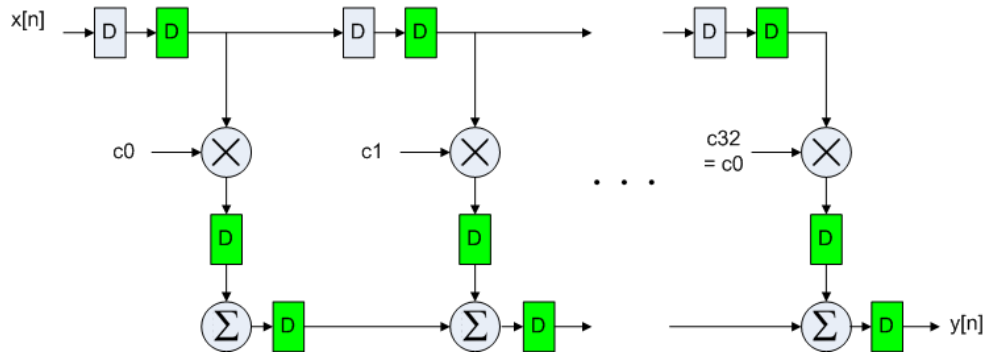 x[n]
D D D D D D
c0 c1 c32
= c0
. . .
D D D
Σ D Σ D Σ D y[n]